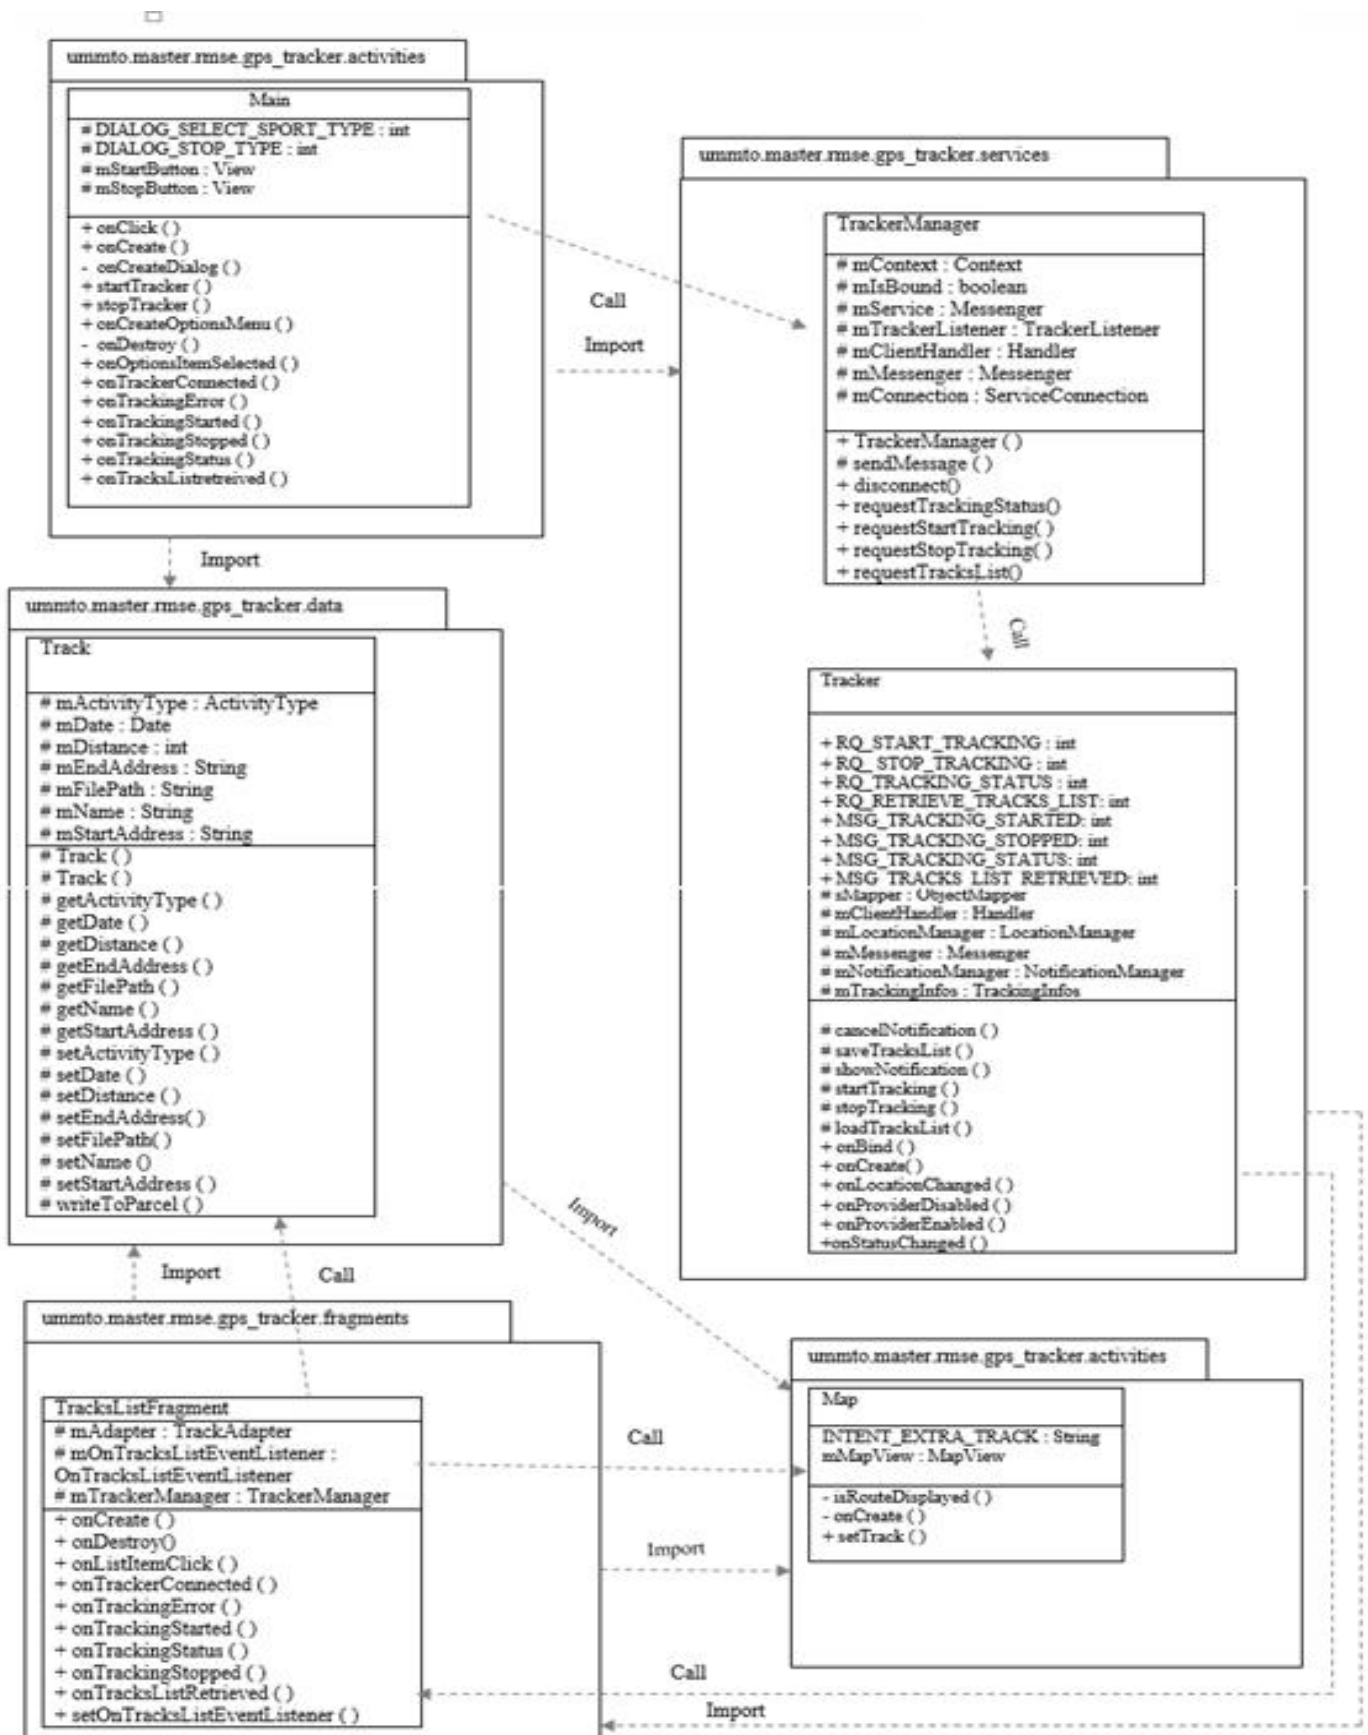 ummto.master.rmse.gps_tracker.activities
Main
# DIALOG_SELECT_SPORT_TYPE : int
# DIALOG_STOP_TYPE : int
# mStartButton : View
# mStopButton : View
+ onClick ( )
+ onCreate ( )
- onCreateDialog ( )
+ startTracker ( )
+ stopTracker ( )
+ onCreateOptionsMenu ( )
- onDestroy ( )
+ onOptionsItemSelected ( )
+ onTrackerConnected ( )
+ onTrackingError ( )
+ onTrackingStarted ( )
+ onTrackingStopped ( )
+ onTrackingStatus ( )
+ onTracksListretreived ( )
Call
Import
Import
ummto.master.rmse.gps_tracker.services
TrackerManager
# mContext : Context
# mIsBound : boolean
# mService : Messenger
# mTrackerListener : TrackerListener
# mClientHandler : Handler
# mMessenger : Messenger
# mConnection : ServiceConnection
+ TrackerManager ( )
# sendMessage ( )
+ disconnect()
+ requestTrackingStatus()
+ requestStartTracking( )
+ requestStopTracking( )
+ requestTracksList()
Call
Tracker
+ RQ_START_TRACKING : int
+ RQ_ STOP_TRACKING : int
+ RQ_TRACKING_STATUS : int
+ RQ_RETRIEVE_TRACKS_LIST: int
+ MSG_TRACKING_STARTED: int
+ MSG_TRACKING_STOPPED: int
+ MSG_TRACKING_STATUS: int
+ MSG_TRACKS_LIST_RETRIEVED: int
# sMapper : ObjectMapper
# mClientHandler : Handler
# mLocationManager : LocationManager
# mMessenger : Messenger
# mNotificationManager : NotificationManager
# mTrackingInfos : TrackingInfos
# cancelNotification ( )
# saveTracksList ( )
# showNotification ( )
# startTracking ( )
# stopTracking ( )
# loadTracksList ( )
+ onBind ( )
+ onCreate( )
+ onLocationChanged ( )
+ onProviderDisabled ( )
+ onProviderEnabled ( )
+onStatusChanged ( )
ummto.master.rmse.gps_tracker.data
Track
# mActivityType : ActivityType
# mDate : Date
# mDistance : int
# mEndAddress : String
# mFilePath : String
# mName : String
# mStartAddress : String
# Track ( )
# Track ( )
# getActivityType ( )
# getDate ( )
# getDistance ( )
# getEndAddress ( )
# getFilePath ( )
# getName ( )
# getStartAddress ( )
# setActivityType ( )
# setDate ( )
# setDistance ( )
# setEndAddress( )
# setFilePath( )
# setName ()
# setStartAddress ( )
# writeToParcel ( )
Import
Import
Call
ummto.master.rmse.gps_tracker.fragments
TracksListFragment
# mAdapter : TrackAdapter
# mOnTracksListEventListener :
OnTracksListEventListener
# mTrackerManager : TrackerManager
+ onCreate ( )
+ onDestroy()
+ onListItemClick ( )
+ onTrackerConnected ( )
+ onTrackingError ( )
+ onTrackingStarted ( )
+ onTrackingStatus ( )
+ onTrackingStopped ( )
+ onTracksListRetrieved ( )
+ setOnTracksListEventListener ( )
Call
Import
ummto.master.rmse.gps_tracker.activities
Map
INTENT_EXTRA_TRACK : String
mMapView : MapView
- isRouteDisplayed ( )
- onCreate ( )
+ setTrack ( )
Call
Import